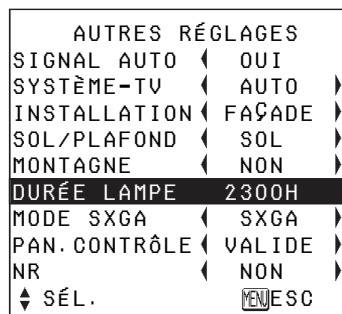 AUTRES RÉGLAGES
SIGNAL AUTO OUI
SYSTÈME-TV AUTO
INSTALLATION FAÇADE
SOL/PLAFOND SOL
MONTAGNE NON
DURÉE LAMPE 2300H
MODE SXGA SXGA
PAN.CONTRÔLE VALIDE
NR NON
SÉL. MENU ESC